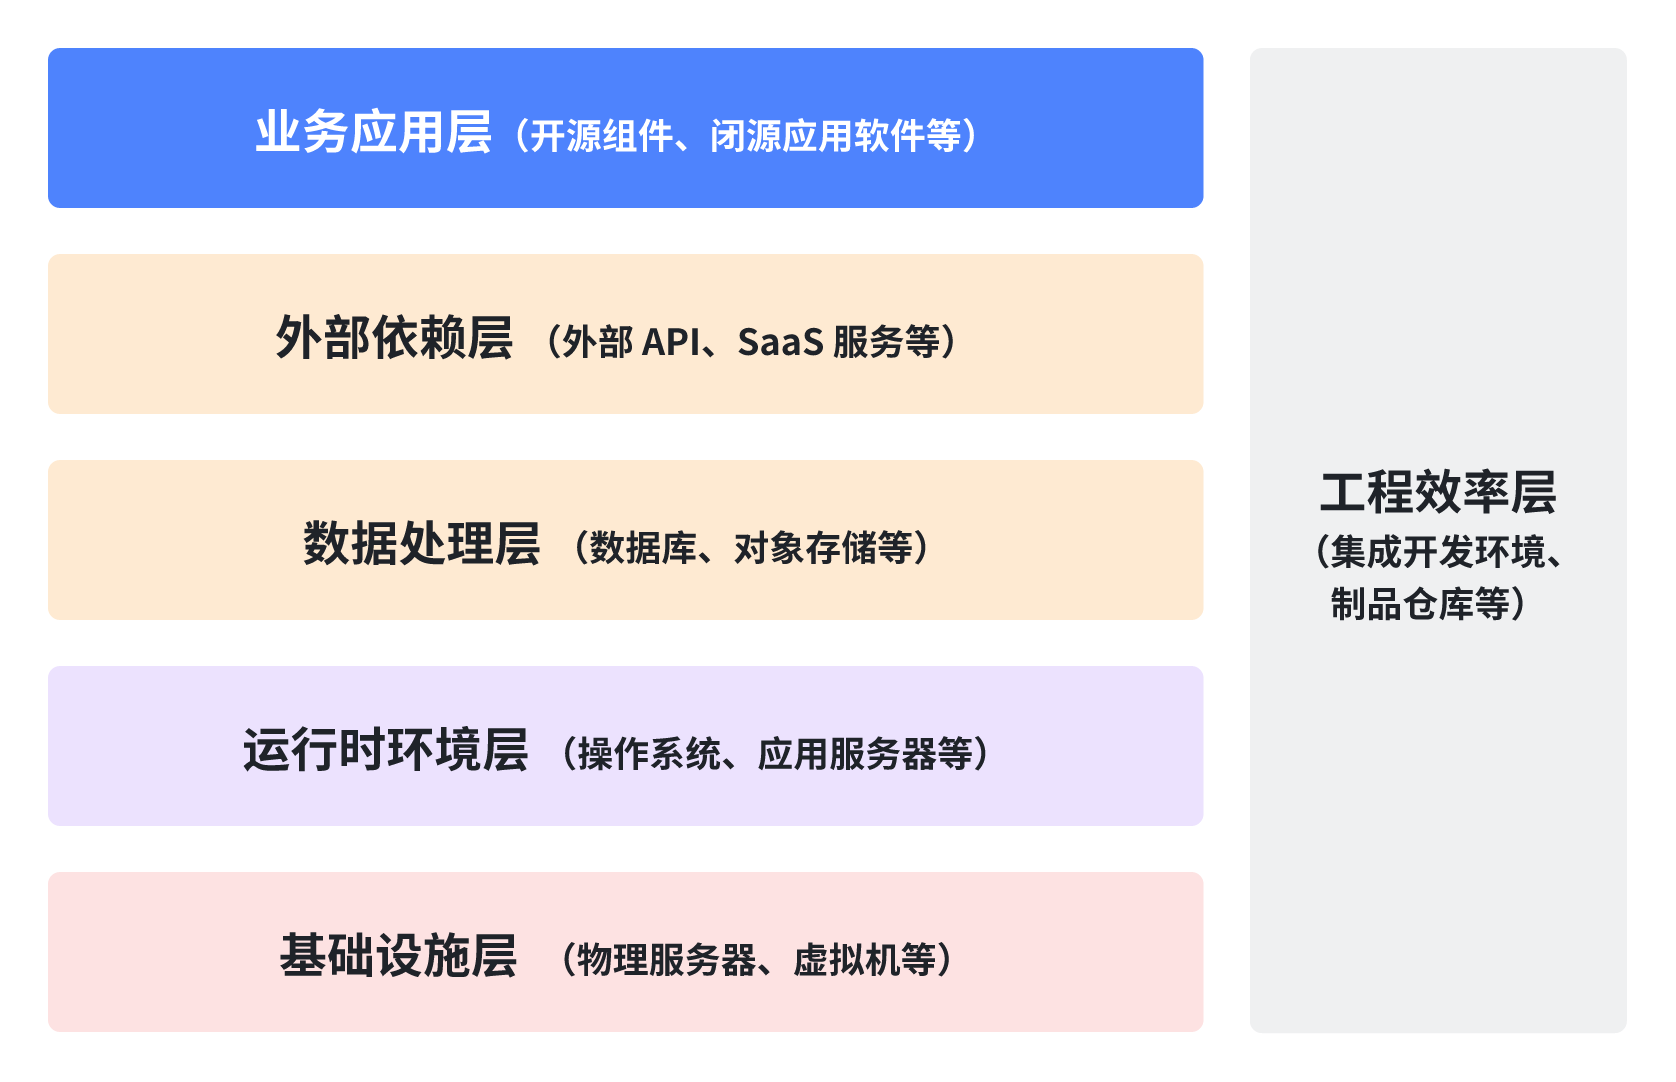 业务应用层（开源组件、闭源应用软件等）
外部依赖层 （外部 API、SaaS 服务等）
数据处理层 （数据库、对象存储等）
运行时环境层 （操作系统、应用服务器等）
基础设施层 （物理服务器、虚拟机等）
工程效率层
（集成开发环境、
制品仓库等）